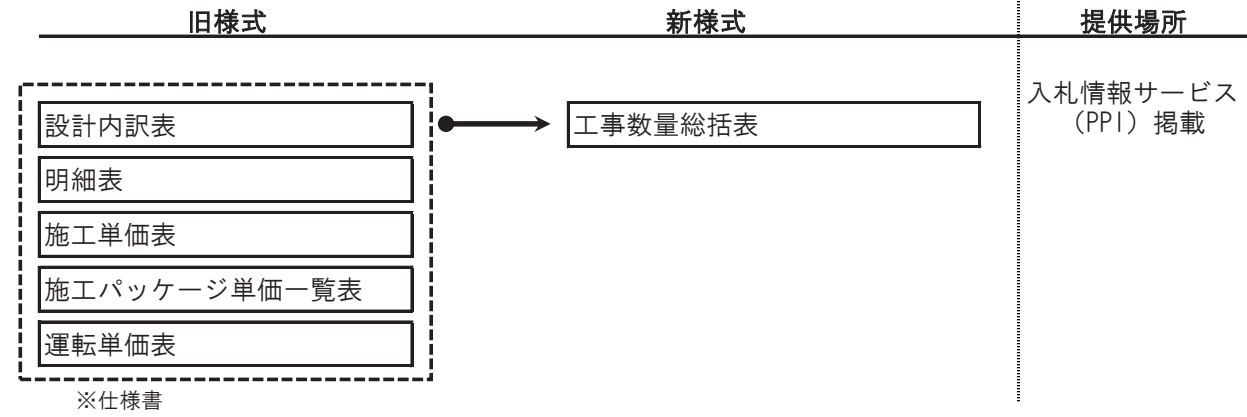 旧様式
新様式
提供場所
設計内訳表
工事数量総括表
入札情報サービス
（PPI）掲載
明細表
施工単価表
施工パッケージ単価一覧表
運転単価表
※仕様書